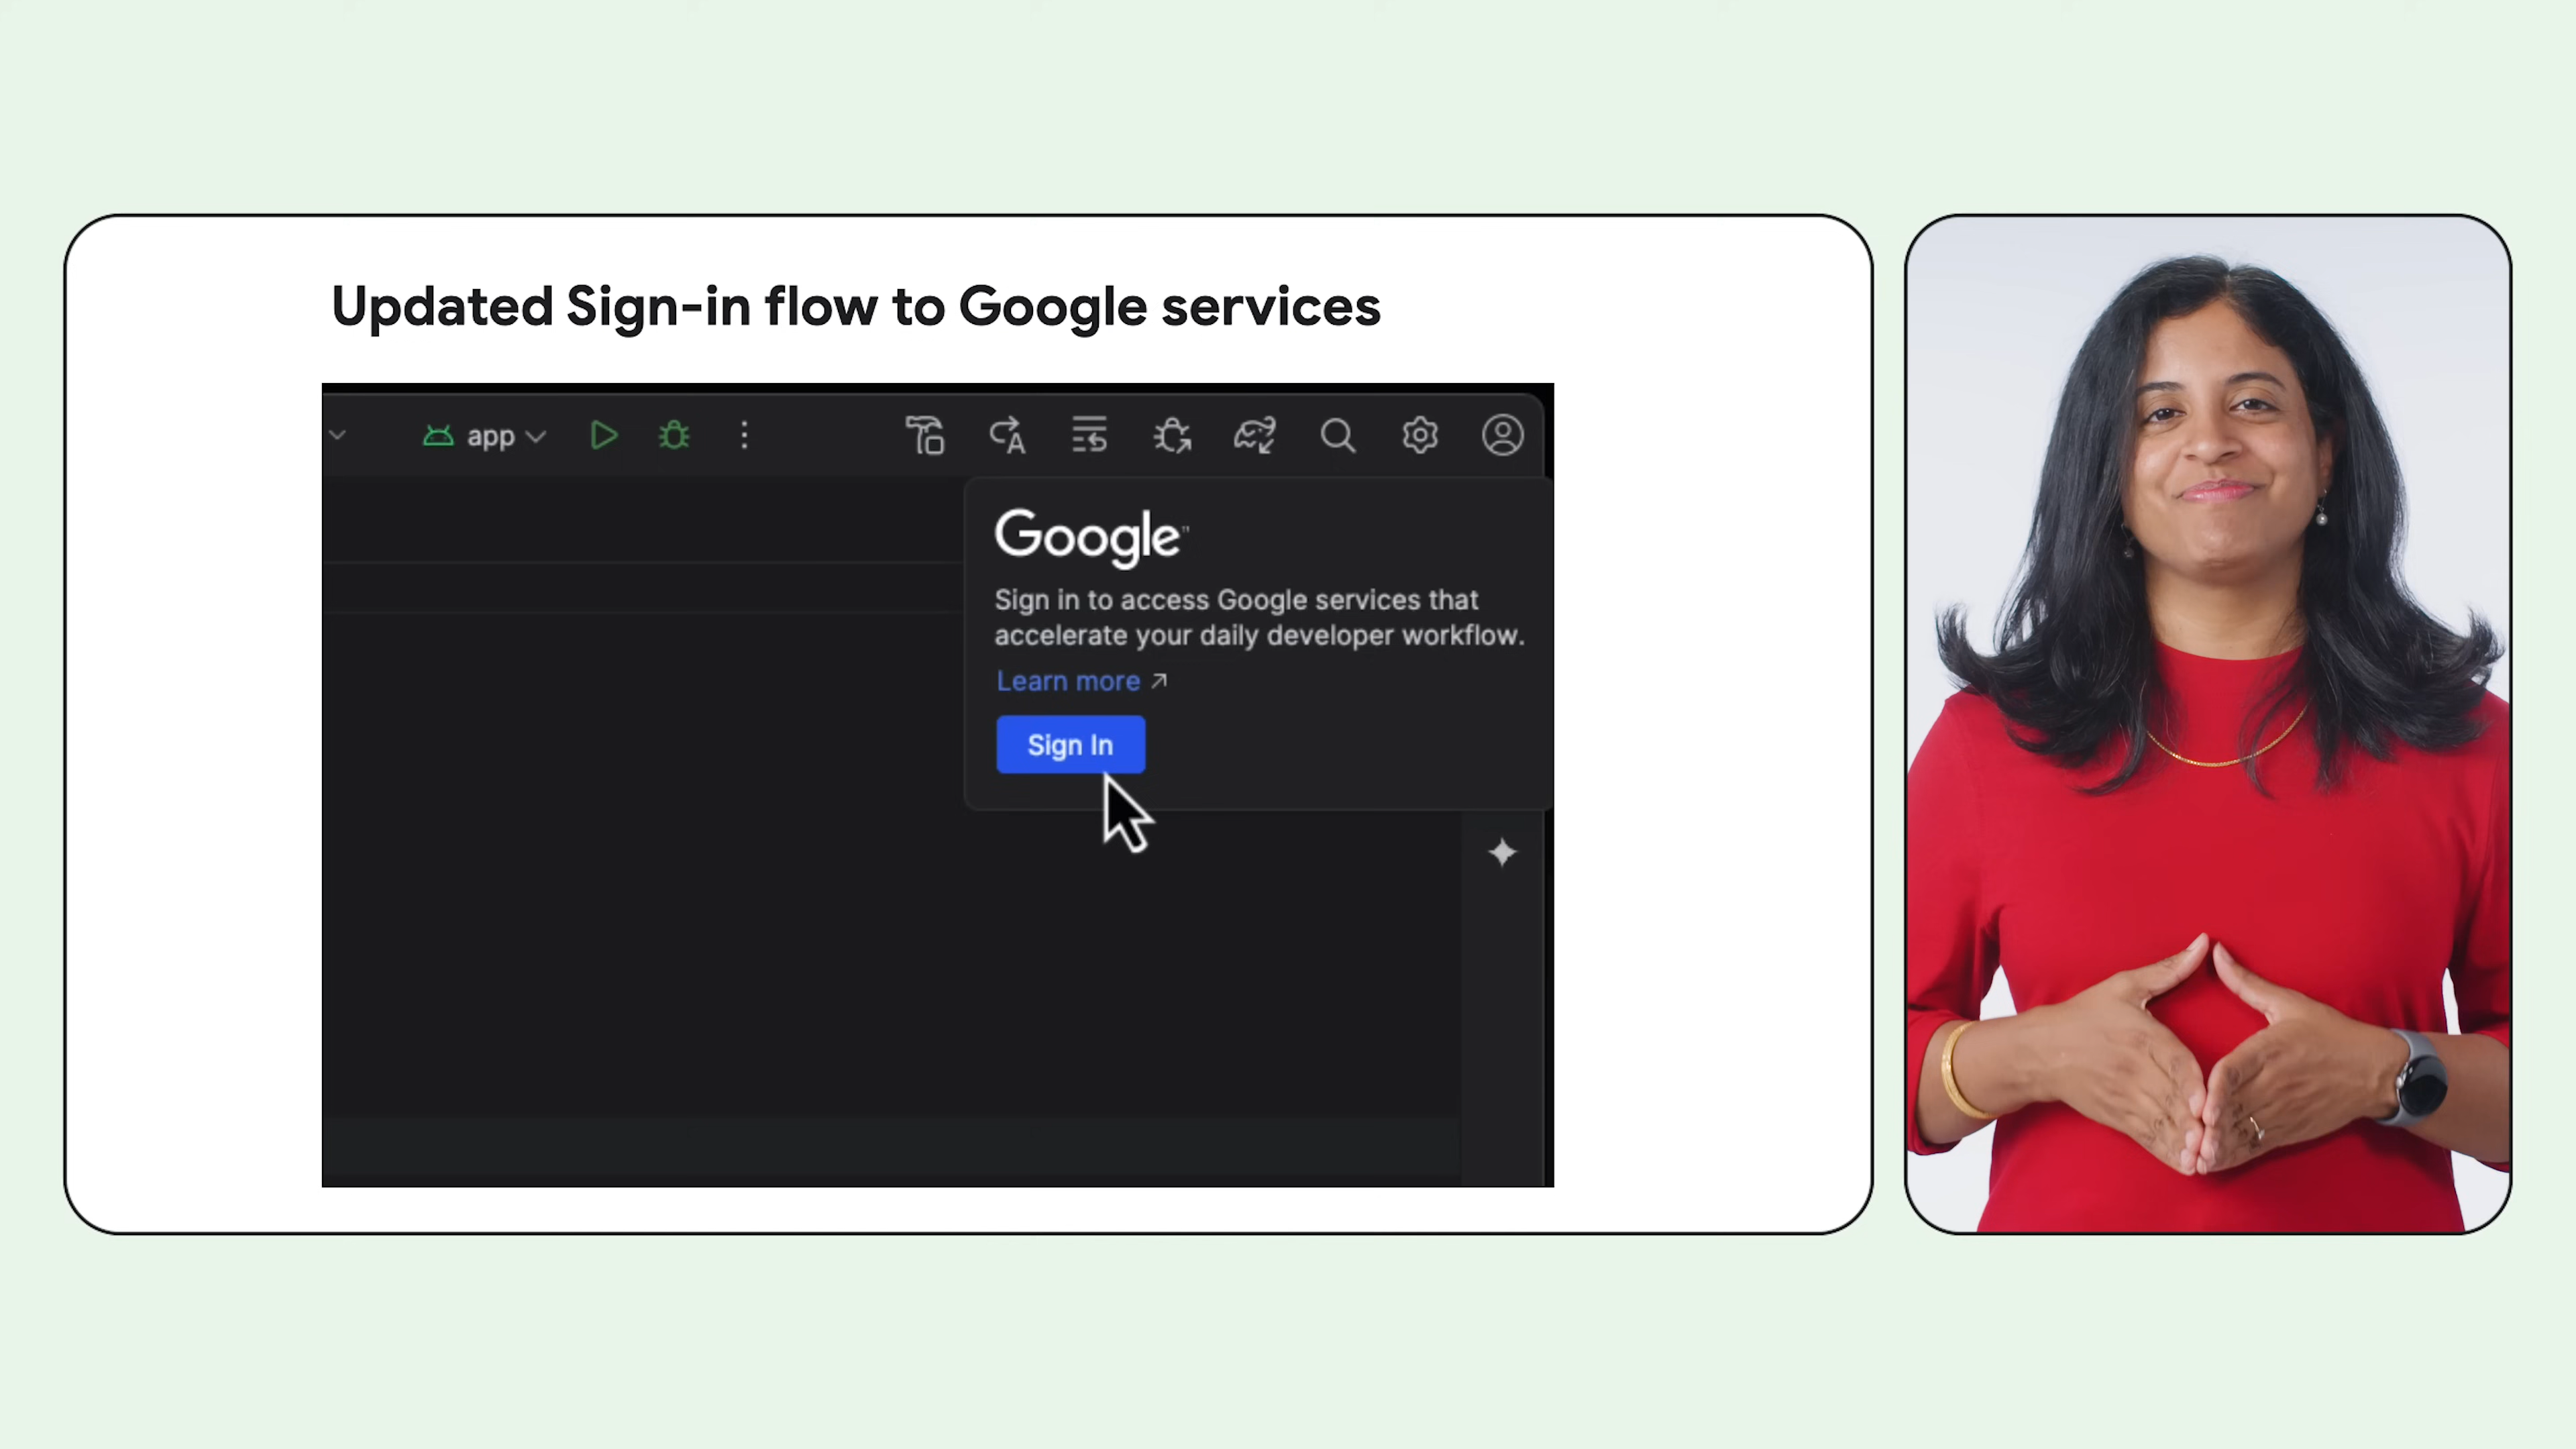 Updated Sign-in flow to Google services
app
Google
Sign in to access Google services that
accelerate your daily developer workflow.
Learn more
Sign In